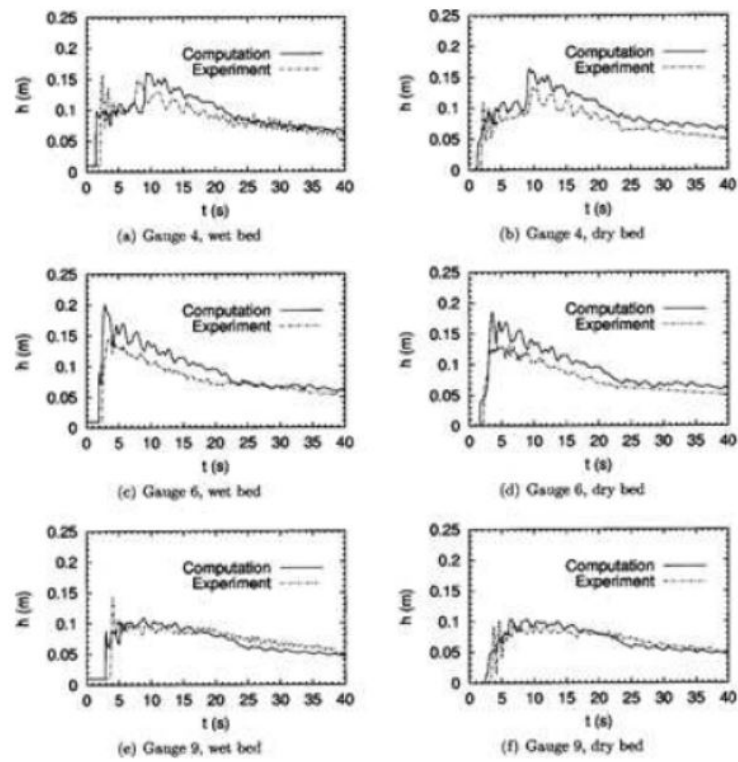 0.25
0.2
0.15
0.1
0.05
0
h (m)
Computation
Experiment
0 5 10 15 20 25 30 35 40
t (s)
(a) Gauge 4, wet bed
0.25
0.2
0.15
0.1
0.05
0
h (m)
Computation
Experiment
0 5 10 15 20 25 30 35 40
t (s)
(b) Gauge 4, dry bed
0.25
0.2
0.15
0.1
0.05
0
h (m)
Computation
Experiment
0 5 10 15 20 25 30 35 40
t (s)
(c) Gauge 6, wet bed
0.25
0.2
0.15
0.1
0.05
0
h (m)
Computation
Experiment
0 5 10 15 20 25 30 35 40
t (s)
(d) Gauge 6, dry bed
0.25
0.2
0.15
0.1
0.05
0
h (m)
Computation
Experiment
0 5 10 15 20 25 30 35 40
t (s)
(e) Gauge 9, wet bed
0.25
0.2
0.15
0.1
0.05
0
h (m)
Computation
Experiment
0 5 10 15 20 25 30 35 40
t (s)
(f) Gauge 9, dry bed